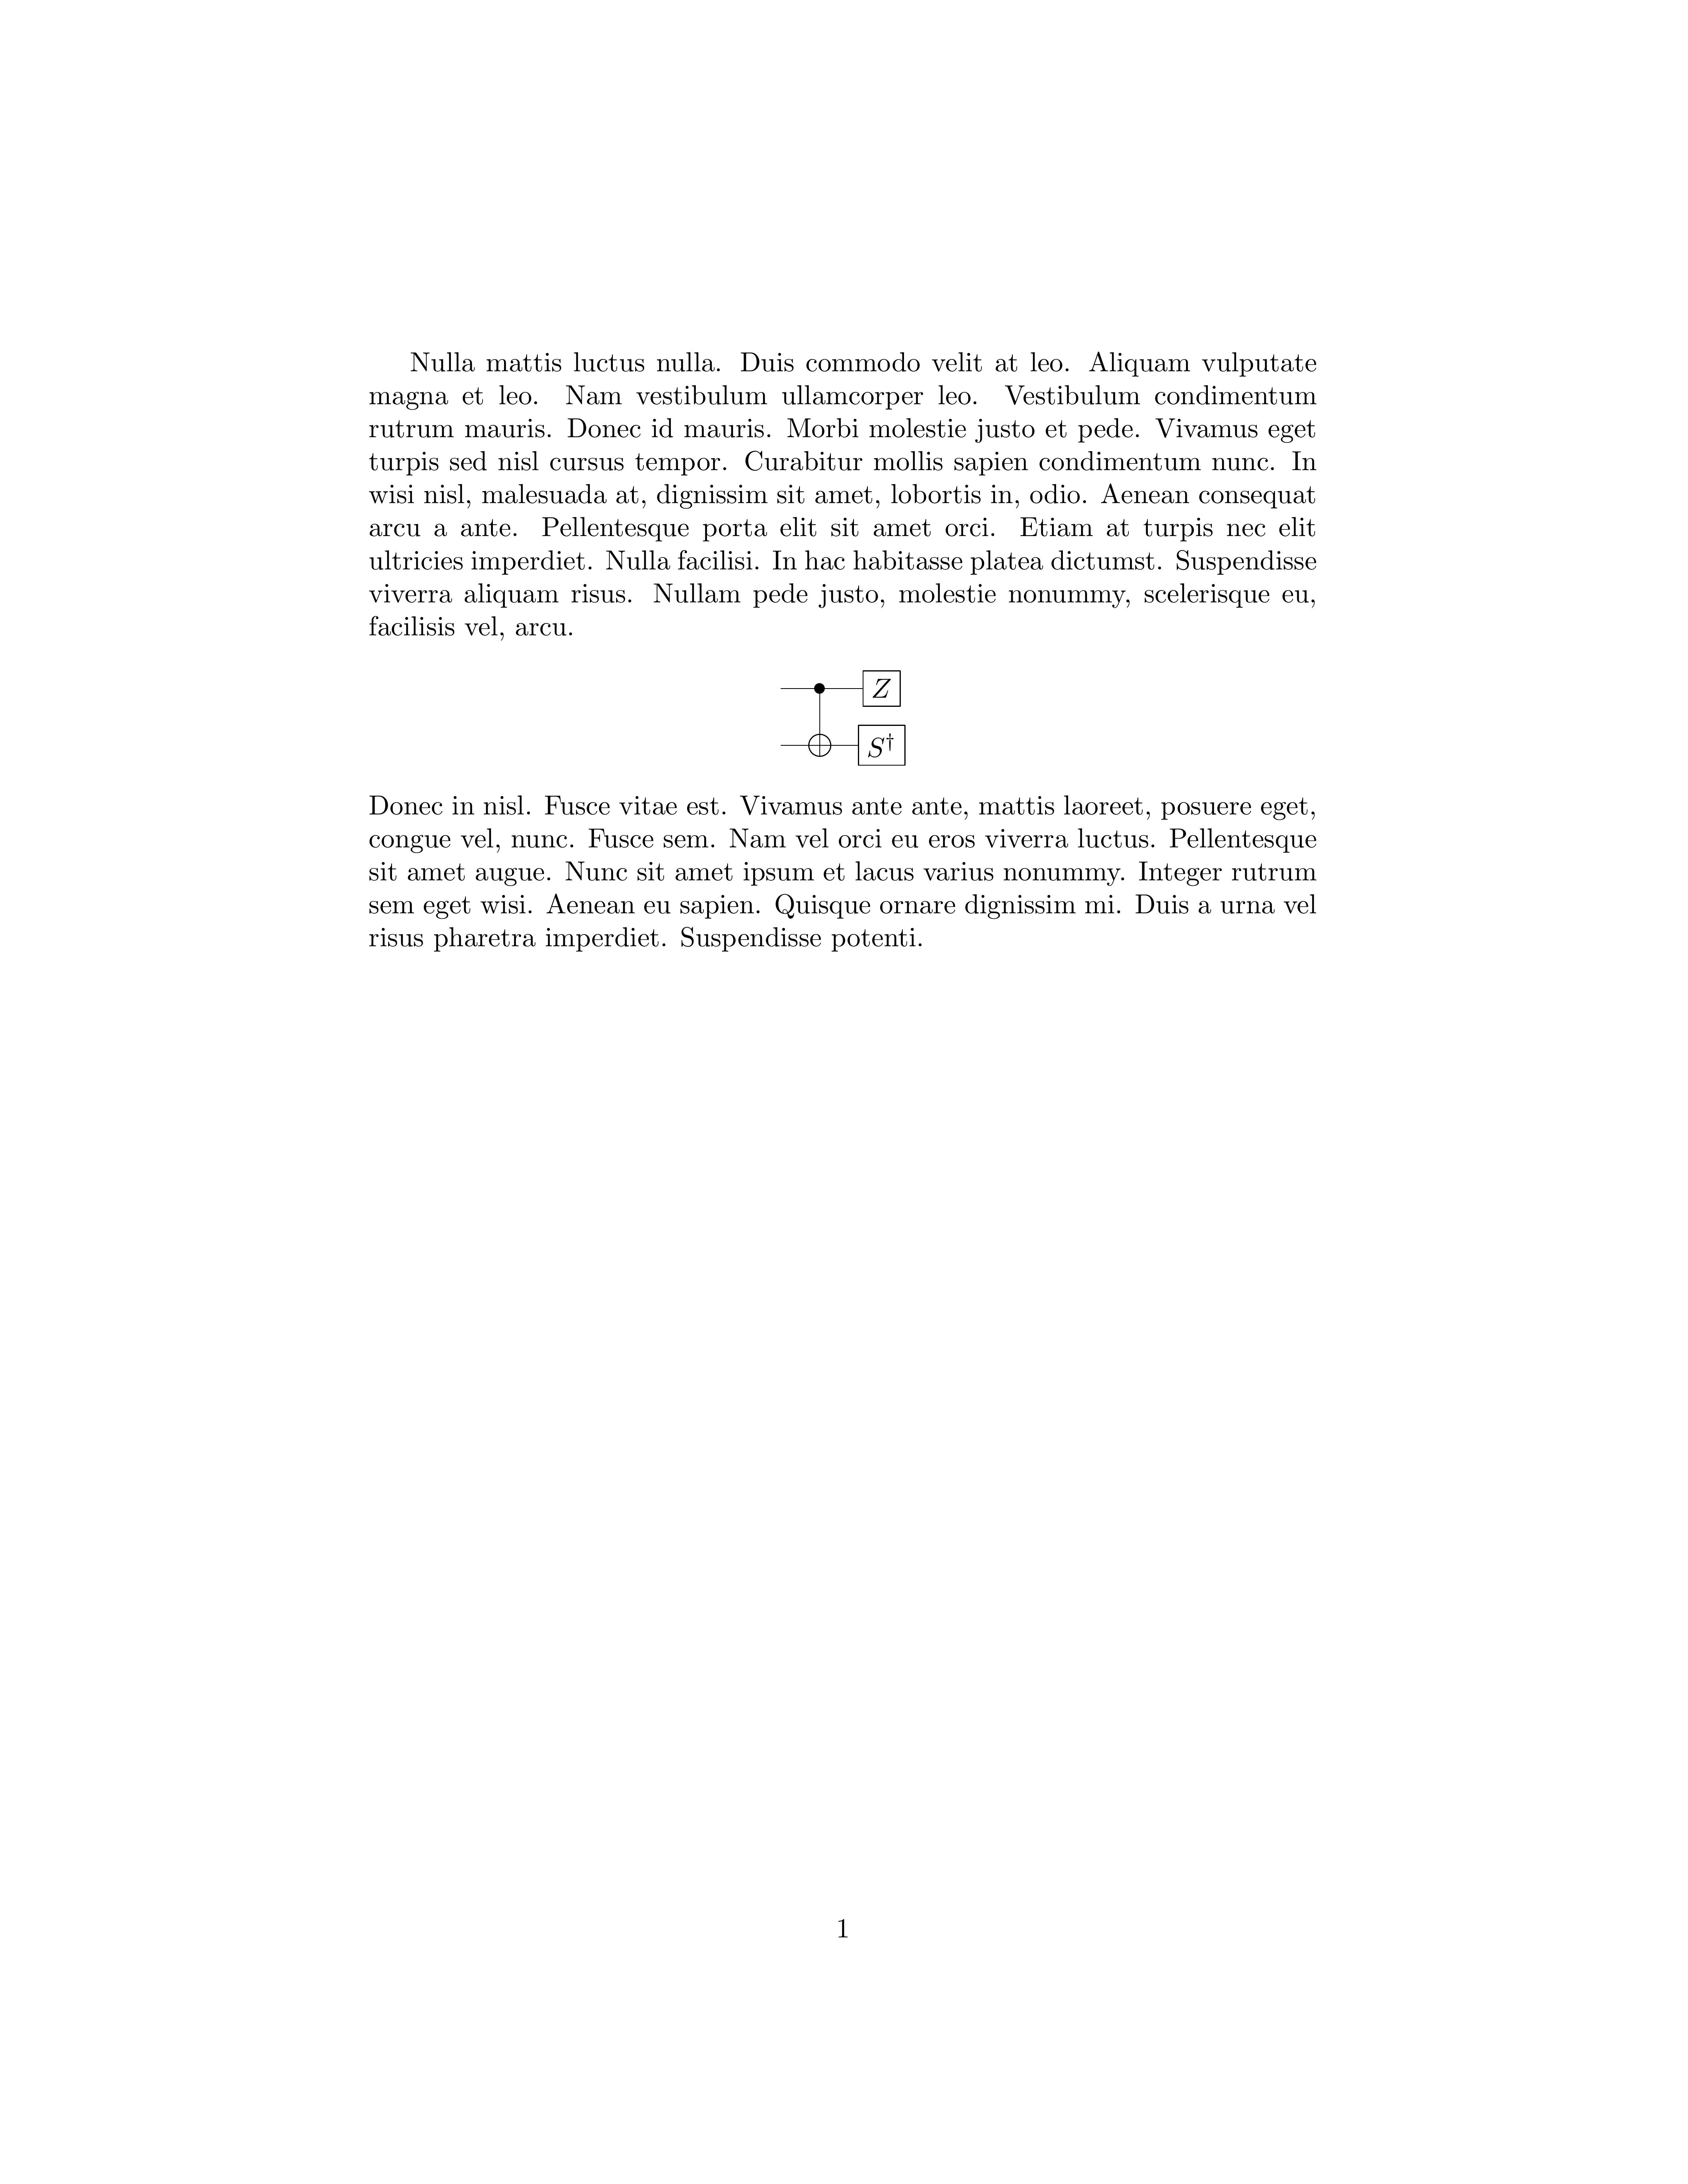 Nulla mattis luctus nulla. Duis commodo velit at leo. Aliquam vulputate
magna et leo. Nam vestibulum ullamcorper leo. Vestibulum condimentum
rutrum mauris. Donec id mauris. Morbi molestie justo et pede. Vivamus eget
turpis sed nisl cursus tempor. Curabitur mollis sapien condimentum nunc. In
wisi nisl, malesuada at, dignissim sit amet, lobortis in, odio. Aenean consequat
arcu a ante. Pellentesque porta elit sit amet orci. Etiam at turpis nec elit
ultricies imperdiet. Nulla facilisi. In hac habitasse platea dictumst. Suspendisse
viverra aliquam risus. Nullam pede justo, molestie nonummy, scelerisque eu,
facilisis vel, arcu.
Z
S†
Donec in nisl. Fusce vitae est. Vivamus ante ante, mattis laoreet, posuere eget,
congue vel, nunc. Fusce sem. Nam vel orci eu eros viverra luctus. Pellentesque
sit amet augue. Nunc sit amet ipsum et lacus varius nonummy. Integer rutrum
sem eget wisi. Aenean eu sapien. Quisque ornare dignissim mi. Duis a urna vel
risus pharetra imperdiet. Suspendisse potenti.
1